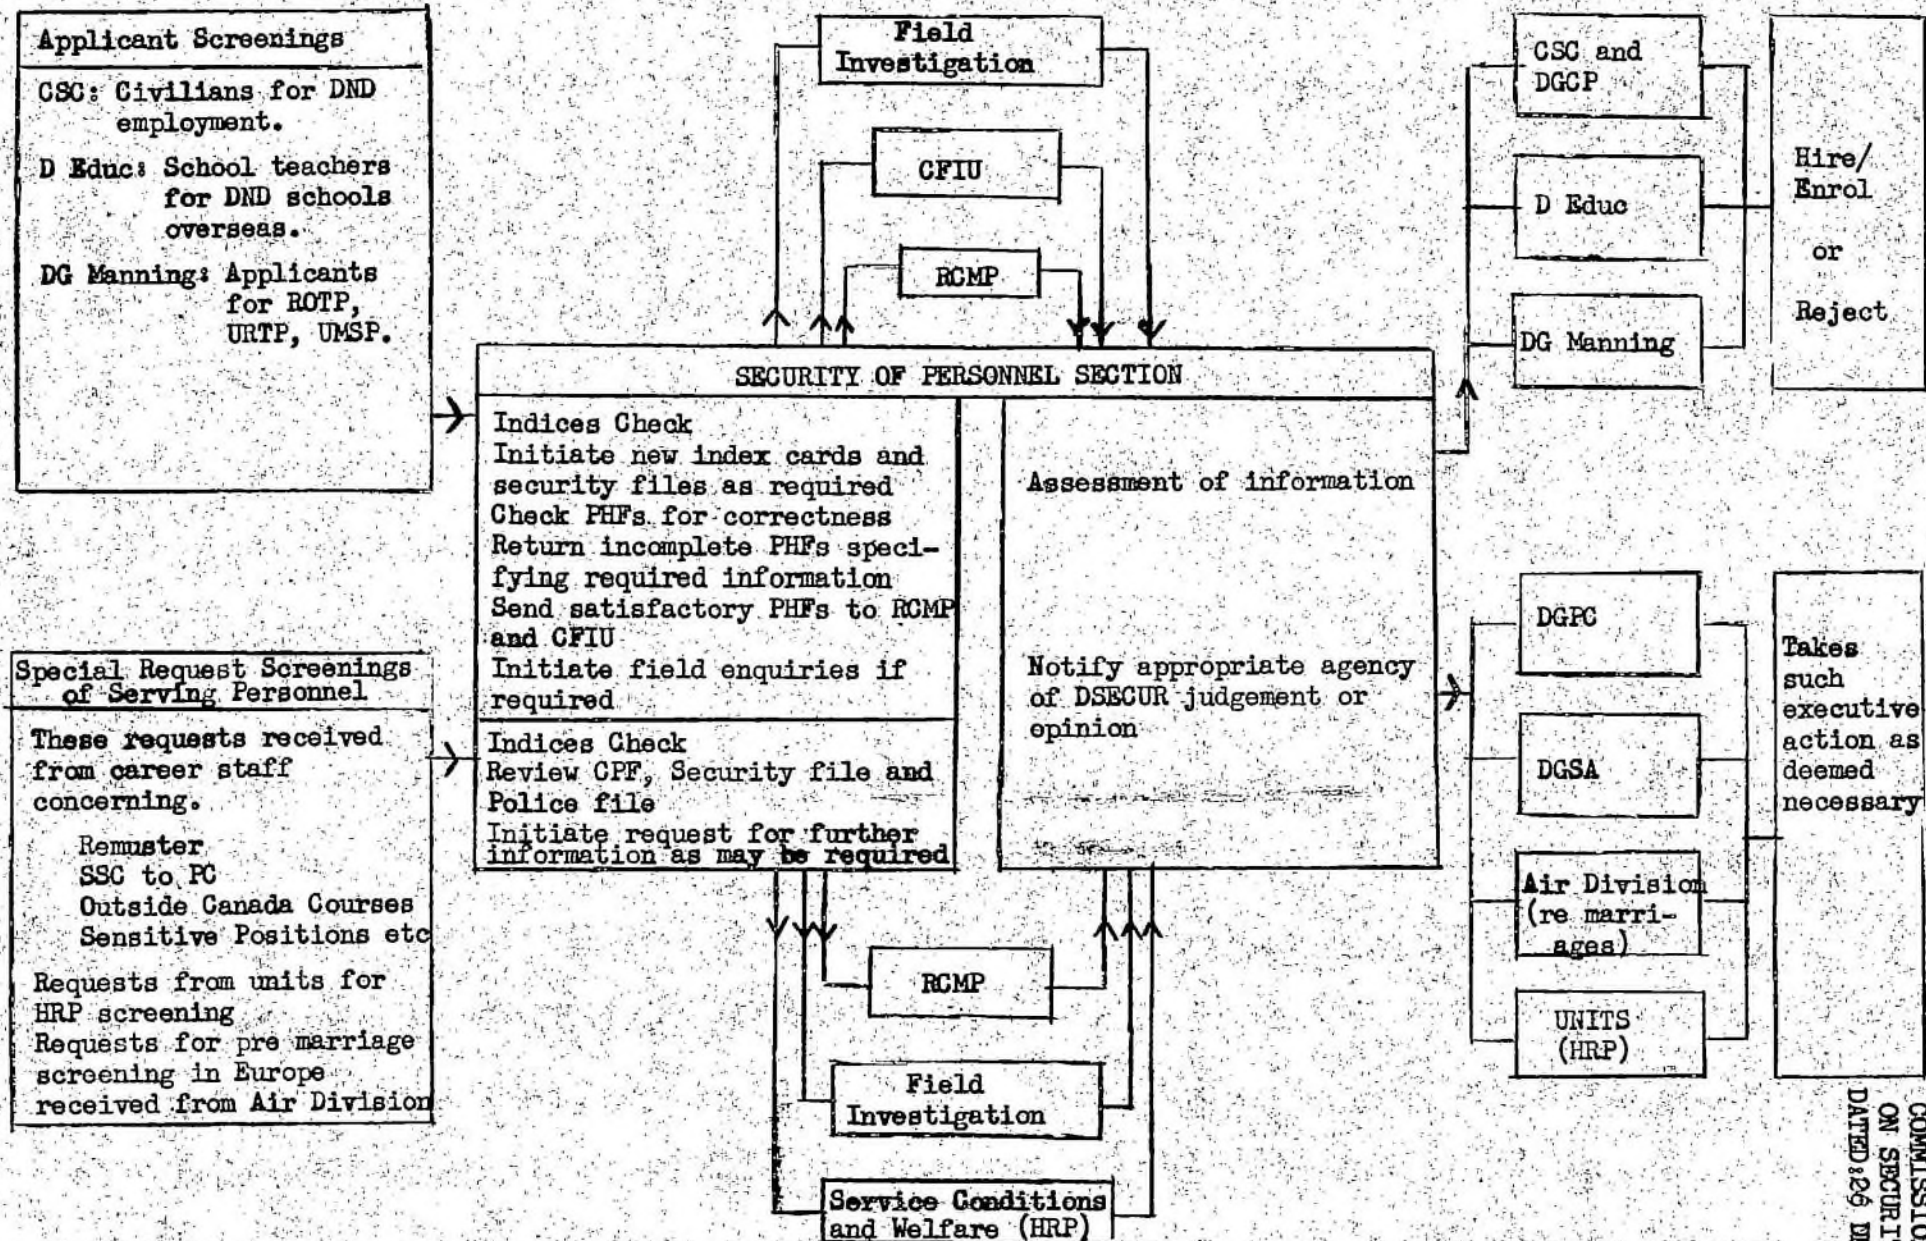 Applicant Screenings
CSC: Civilians for DND
employment.
D Educ: School teachers
for DND schools
overseas.
DG Manning: Applicants
for ROTP,
URTP, UMSP.
Special Request Screenings
of Serving Personnel
These requests received
from career staff
concerning.
Remuster
SSC to PC
Outside Canada Courses
Sensitive Positions etc
Requests from units for
HRP screening
Requests for pre marriage
screening in Europe
received from Air Division
Field
Investigation
CFIU
RCMP
SECURITY OF PERSONNEL SECTION
Indices Check
Initiate new index cards and
security files as required
Check PHFs for correctness
Return incomplete PHFs speci-
fying required information
Send satisfactory PHFs to RCMP
and CFIU
Initiate field enquiries if
required
Indices Check
Review CPF, Security file and
Police file
Initiate request for further
information as may be required
Assessment of information
Notify appropriate agency
of DSECUR judgement or
opinion
RCMP
Field
Investigation
Service Conditions
and Welfare (HRP)
CSC and
DGCP
D Educ
DG Manning
Hire/
Enrol
or
Reject
DGPC
DGSA
Air Division
(re marri-
ages)
UNITS
(HRP)
Takes
such
executive
action as
deemed
necessary
COMMISSION
ON SECURIT
DATED:26